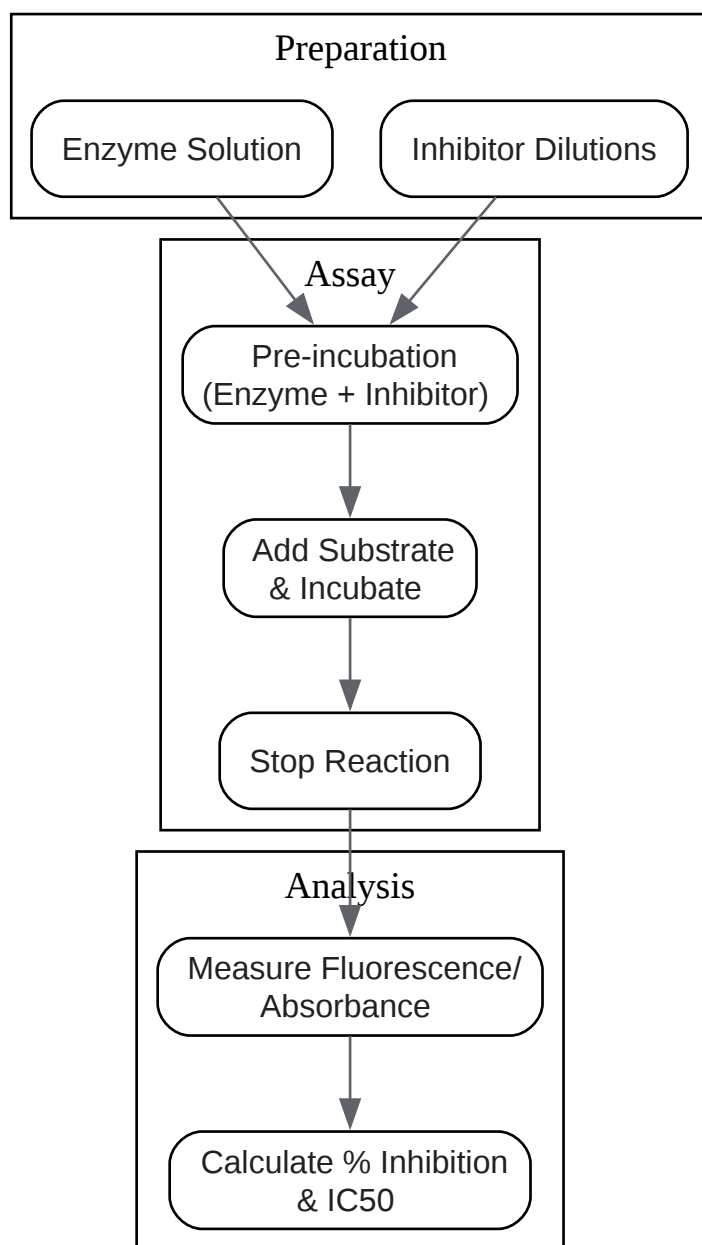 Preparation
Enzyme Solution
Inhibitor Dilutions
Assay
Pre-incubation
(Enzyme + Inhibitor)
Add Substrate
& Incubate
Stop Reaction
Analysis
Measure Fluorescence/
Absorbance
Calculate % Inhibition
& IC50